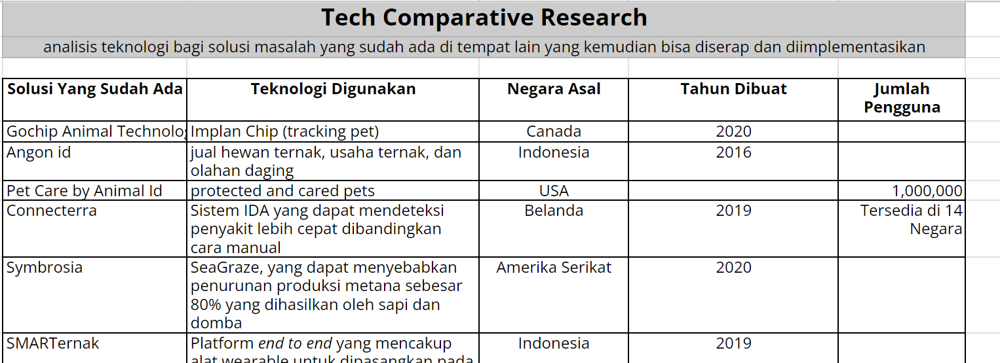 Tech Comparative Research
analisis teknologi bagi solusi masalah yang sudah ada di tempat lain yang kemudian bisa diserap dan diimplementasikan
Solusi Yang Sudah Ada Teknologi Digunakan Negara Asal Tahun Dibuat Jumlah
Pengguna
Gochip Animal Technolog Implan Chip (tracking pet) Canada 2020
Angon id jual hewan ternak, usaha ternak, dan Indonesia 2016
olahan daging
Pet Care by Animal Id protected and cared pets USA 1,000,000
Connecterra Sistem IDA yang dapat mendeteksi Belanda 2019 Tersedia di 14
penyakit lebih cepat dibandingkan Negara
cara manual
Symbrosia SeaGraze, yang dapat menyebabkan Amerika Serikat 2020
penurunan produksi metana sebesar
80% yang dihasilkan oleh sapi dan
domba
SMARTernak Platform end to end yang mencakup Indonesia 2019
alat wearable untuk dipasangkan pada